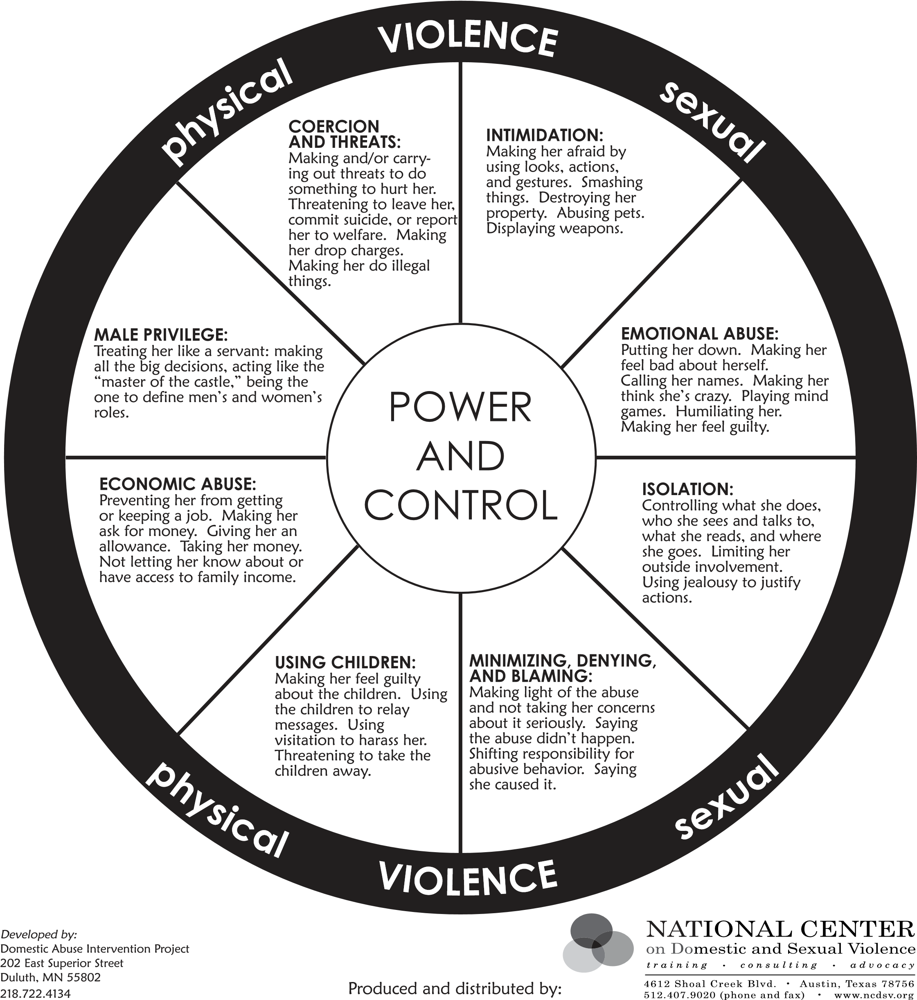 VIOLENCE
physical
sexual
COERCION
AND THREATS:
Making and/or carry-
ing out threats to do
something to hurt her.
Threatening to leave her,
commit suicide, or report
her to welfare.  Making
her drop charges.
Making her do illegal
things.
INTIMIDATION:
Making her afraid by
using looks, actions,
and gestures.  Smashing
things.  Destroying her
property.  Abusing pets.
Displaying weapons.
MALE PRIVILEGE:
Treating her like a servant: making
all the big decisions, acting like the
“master of the castle,” being the
one to define men’s and women’s
roles.
EMOTIONAL ABUSE:
Putting her down.  Making her
feel bad about herself.
Calling her names.  Making her
think she’s crazy.  Playing mind
games.  Humiliating her.
Making her feel guilty.
POWER
AND
CONTROL
ECONOMIC ABUSE:
Preventing her from getting
or keeping a job.  Making her
ask for money.  Giving her an
allowance.  Taking her money.
Not letting her know about or
have access to family income.
ISOLATION:
Controlling what she does,
who she sees and talks to,
what she reads, and where
she goes.  Limiting her
outside involvement.
Using jealousy to justify
actions.
USING CHILDREN:
Making her feel guilty
about the children.  Using
the children to relay
messages.  Using
visitation to harass her.
Threatening to take the
children away.
MINIMIZING, DENYING,
AND BLAMING:
Making light of the abuse
and not taking her concerns
about it seriously.  Saying
the abuse didn’t happen.
Shifting responsibility for
abusive behavior.  Saying
she caused it.
physical
sexual
VIOLENCE
Developed by:
Domestic Abuse Intervention Project
202 East Superior Street
Duluth, MN 55802
218.722.4134
Produced and distributed by:
NATIONAL CENTER
on Domestic and Sexual Violence
training · consulting · advocacy
4612 Shoal Creek Blvd. • Austin, Texas 78756
512.407.9020 (phone and fax) • www.ncdsv.org